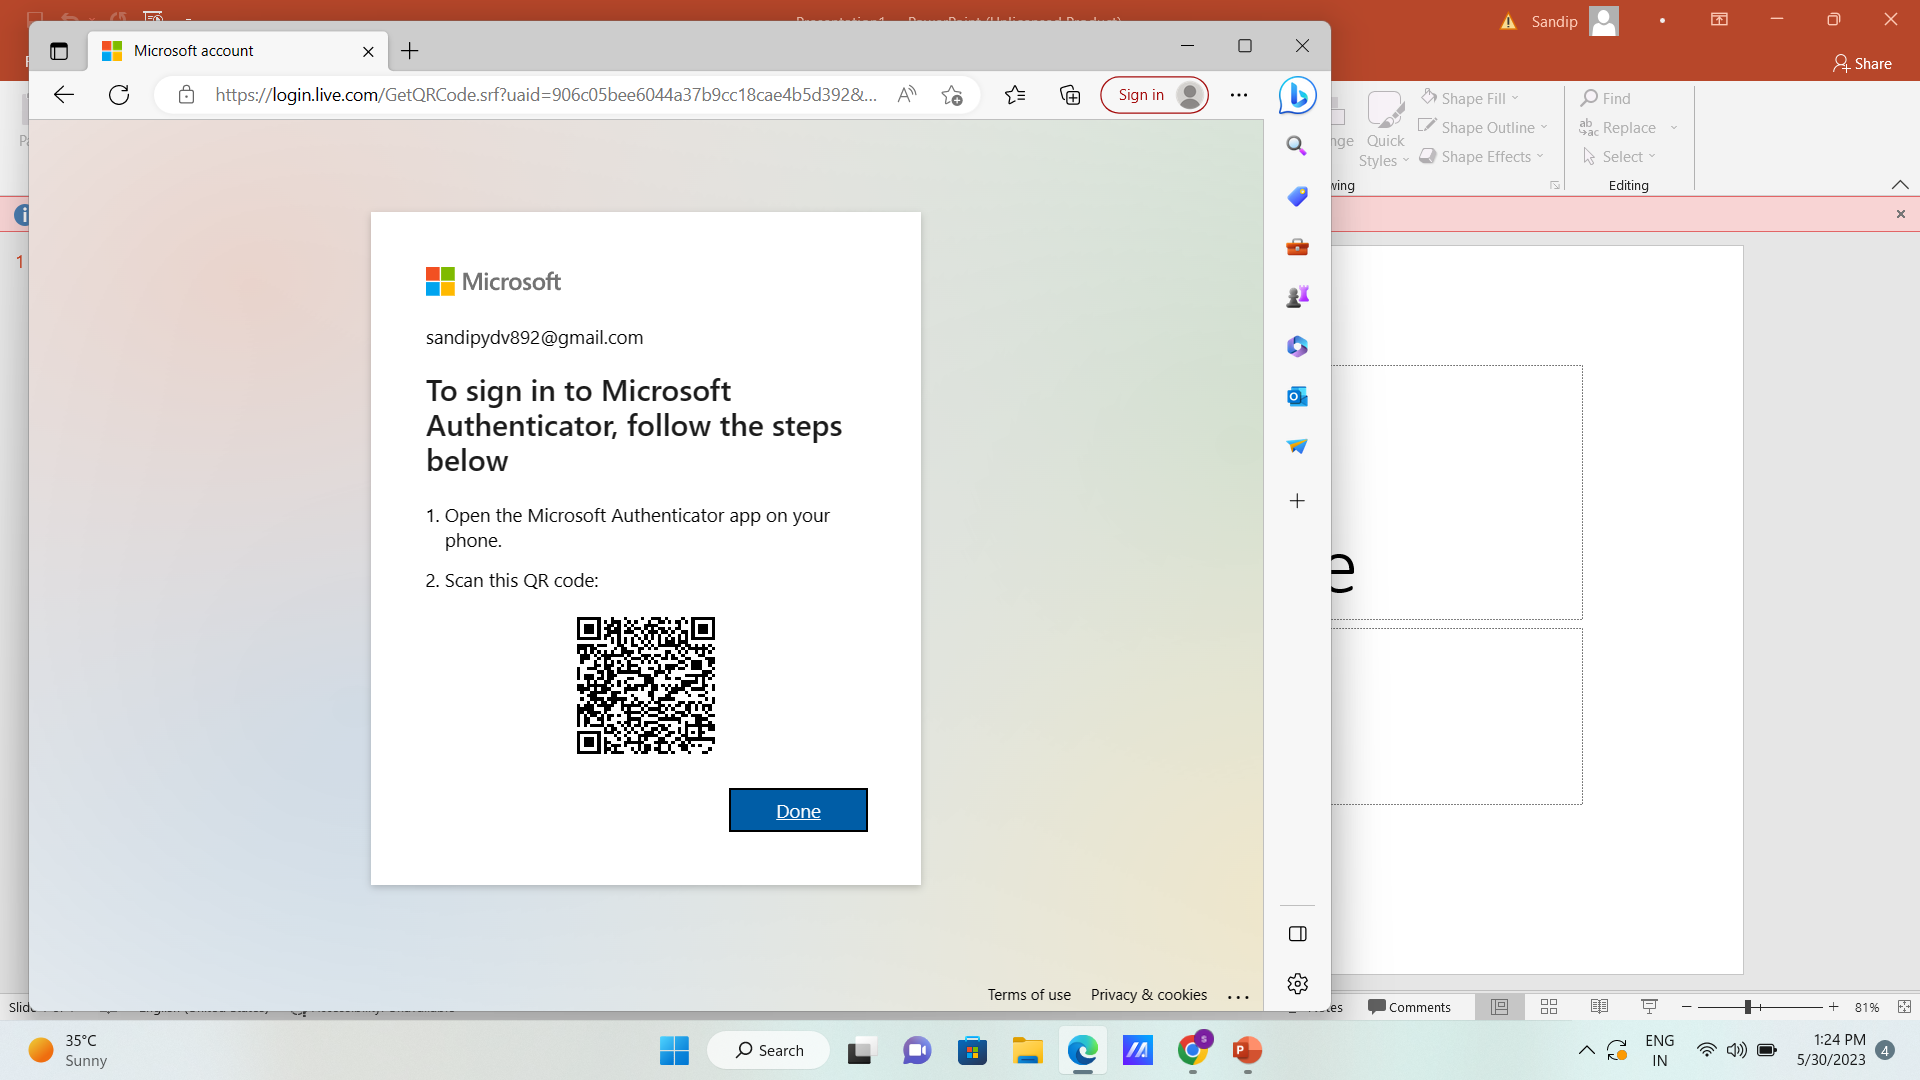 Microsoft account
Sandip
Share
https://login.live.com/GetQRCode.srf?uaid=906c05bee6044a37b9cc18cae4b5d392&...
Sign in
Shape Fill
Shape Outline
Shape Effects
Quick
Styles
Find
Replace
Select
Editing
1
Microsoft
sandipydv892@gmail.com
To sign in to Microsoft
Authenticator, follow the steps
below
1. Open the Microsoft Authenticator app on your
phone.
2. Scan this QR code:
Done
Terms of use
Privacy & cookies
Comments
81%
35°C
Sunny
Search
ENG
IN
1:24 PM
5/30/2023
4